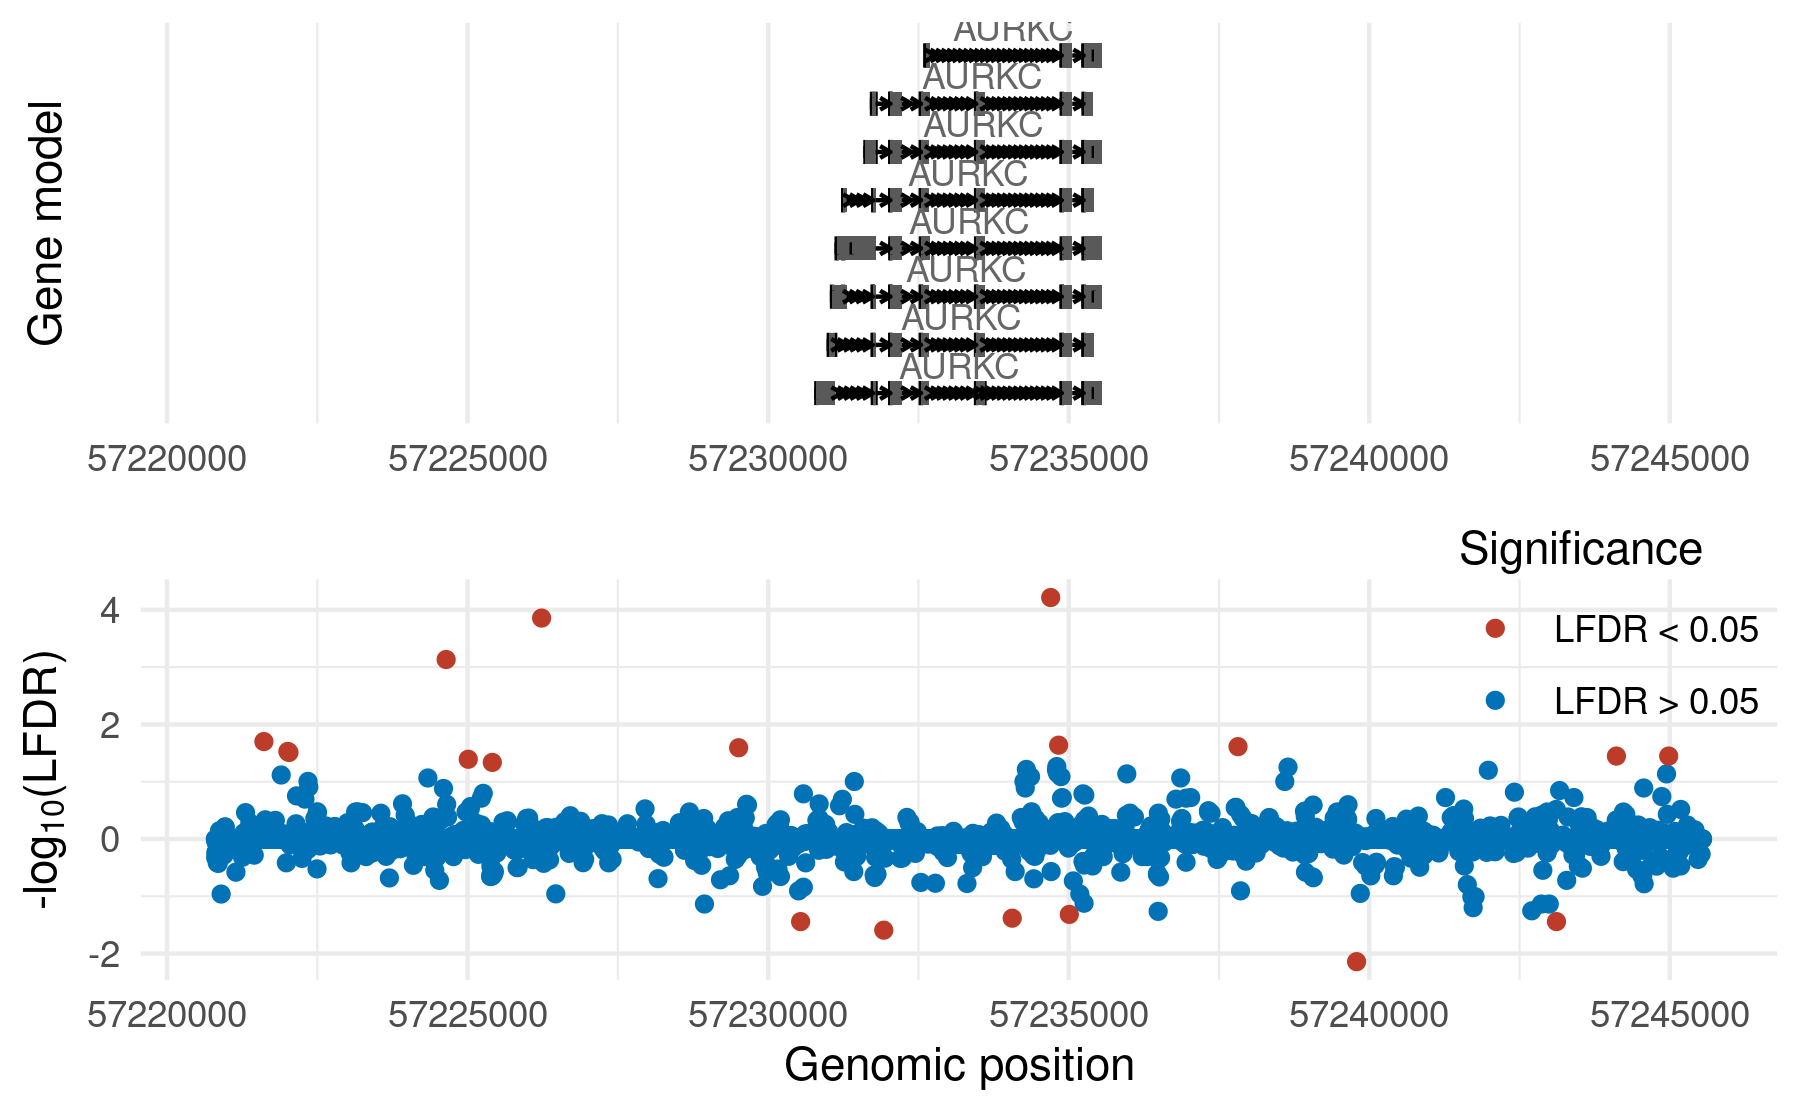 Gene model
AURKC
AURKC
AURKC
AURKC
AURKC
AURKC
AURKC
AURKC
57220000 57225000 57230000 57235000 57240000 57245000
Significance
LFDR < 0.05
LFDR > 0.05
-log10(LFDR)
4
2
0
-2
57220000 57225000 57230000 57235000 57240000 57245000
Genomic position